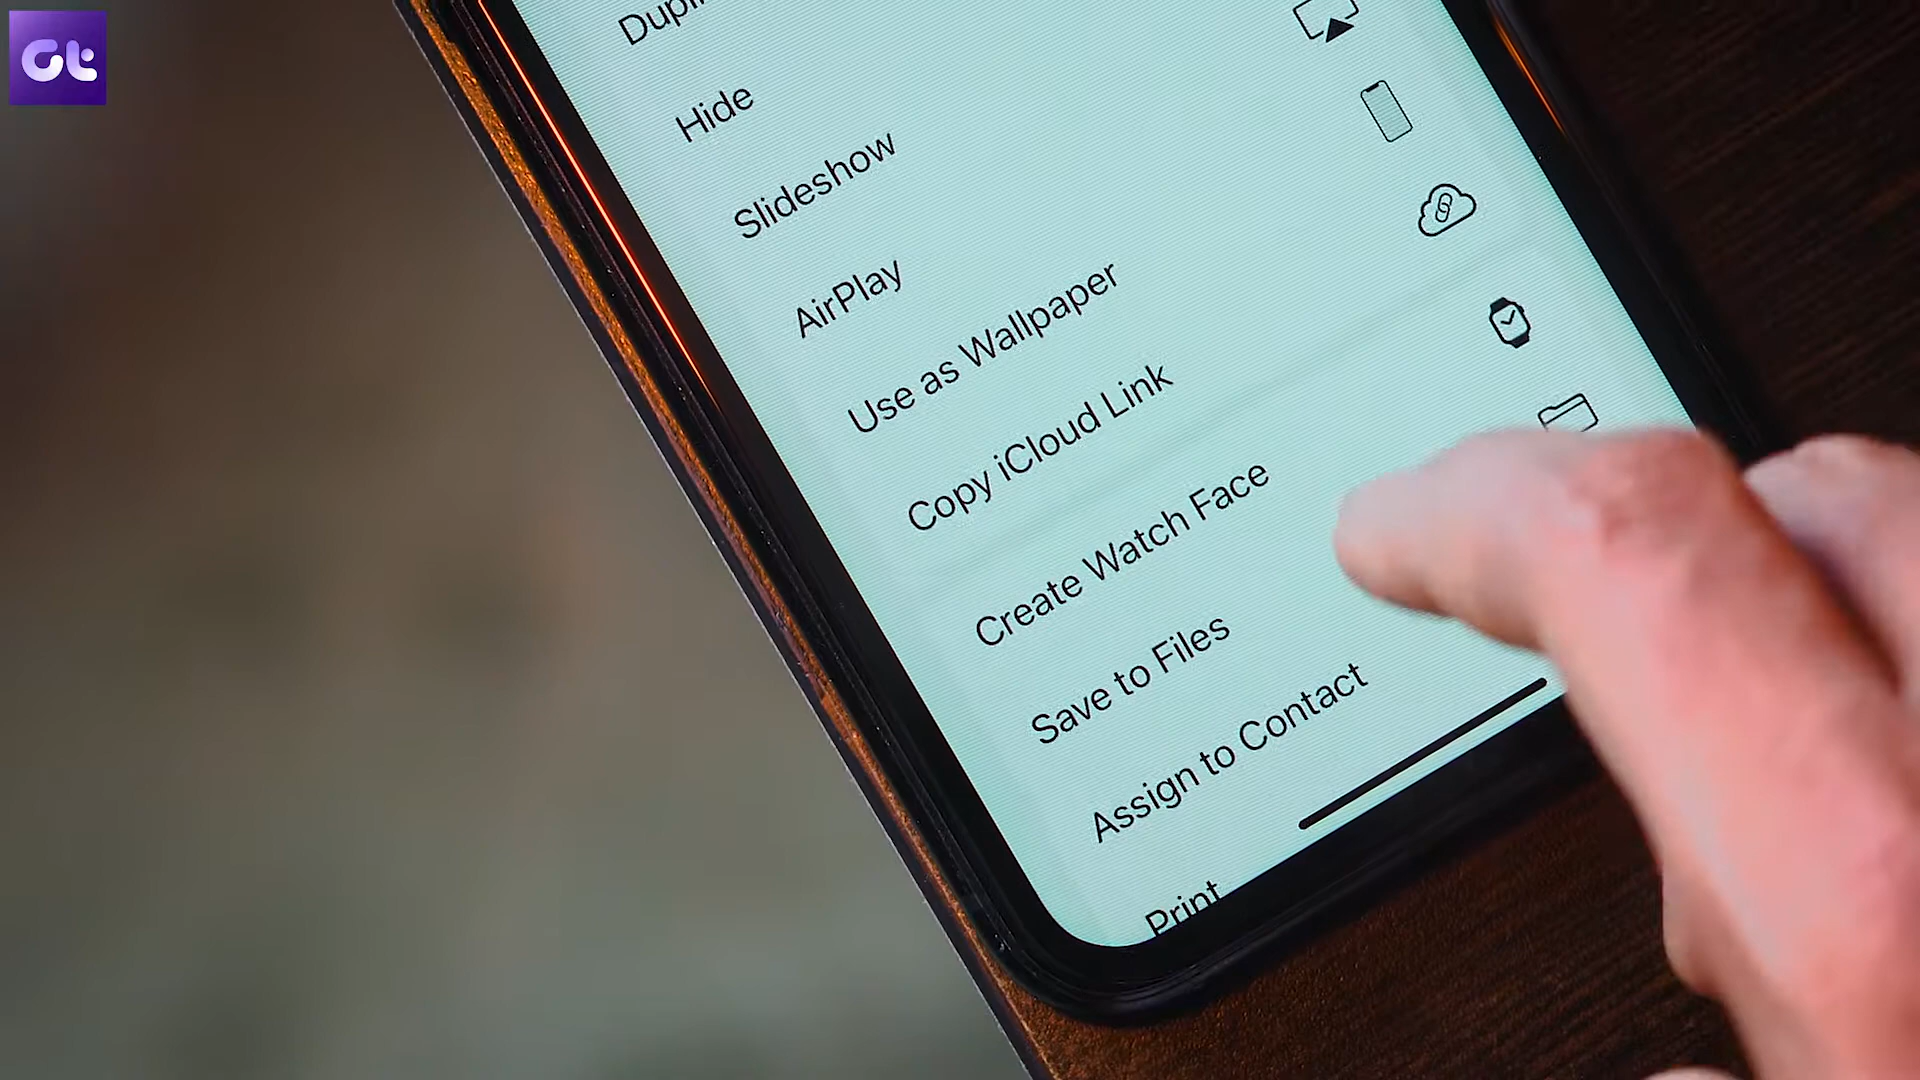 Gt
Hide
Slideshow
AirPlay
Use as Wallpaper
Copy iCloud Link
Create Watch Face
Save to Files
Assign to Contact
Print